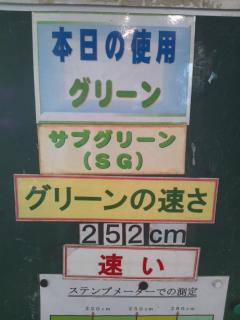 本日の使用
グリーン
サブグリーン
(SG)
グリーンの速さ
252cm
速い
ステンプメーターでの測定